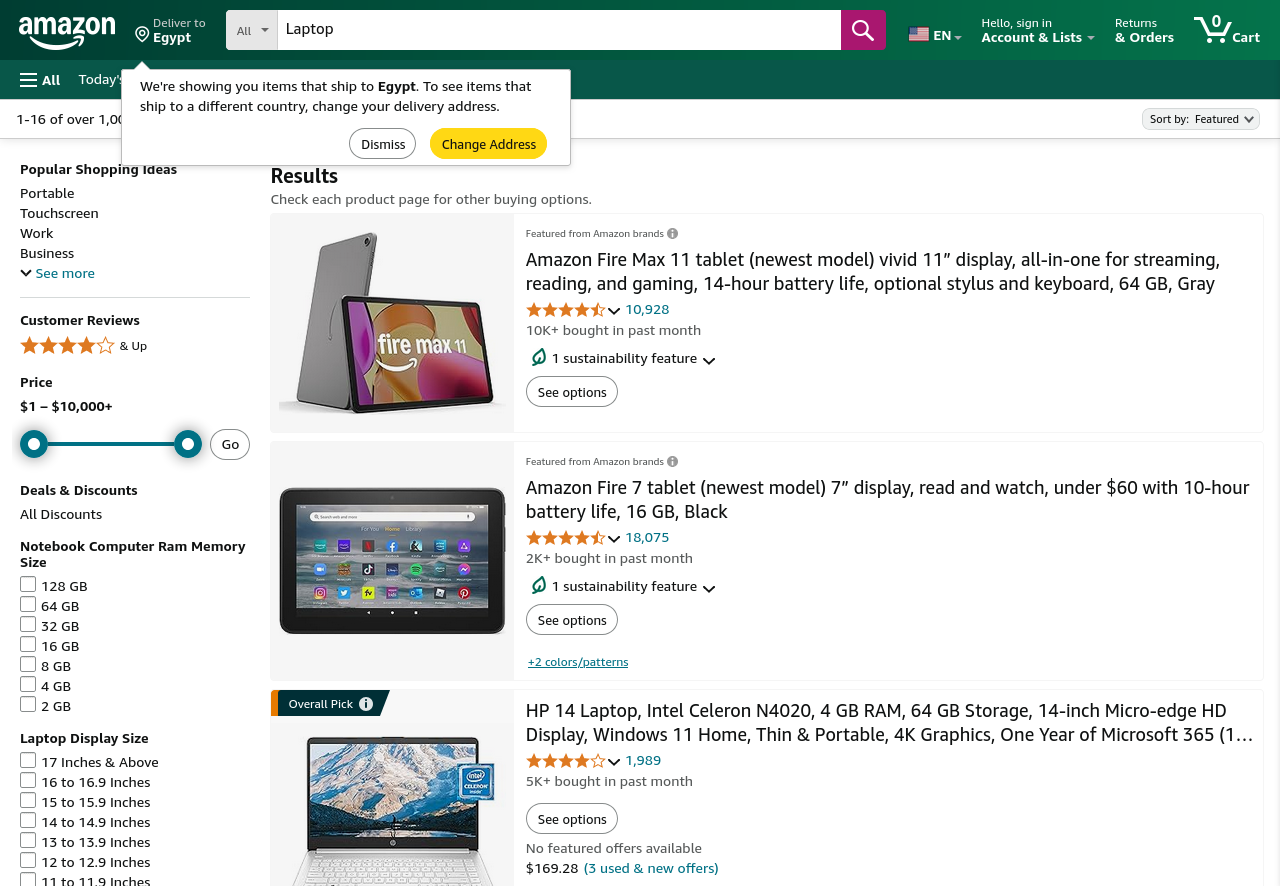 amazon
Deliver to
Egypt
All
Laptop
EN
Hello, sign in
Account & Lists
Returns
& Orders
0
Cart
All
Today's
We're showing you items that ship to Egypt. To see items that
ship to a different country, change your delivery address.
Dismiss
Change Address
1-16 of over 1,00
Sort by: Featured
Popular Shopping Ideas
Portable
Touchscreen
Work
Business
See more
Customer Reviews
& Up
Price
$1 – $10,000+
Go
Deals & Discounts
All Discounts
Notebook Computer Ram Memory
Size
128 GB
64 GB
32 GB
16 GB
8 GB
4 GB
2 GB
Laptop Display Size
17 Inches & Above
16 to 16.9 Inches
15 to 15.9 Inches
14 to 14.9 Inches
13 to 13.9 Inches
12 to 12.9 Inches
11 to 11.9 Inches
Results
Check each product page for other buying options.
fire max 11
Featured from Amazon brands
Amazon Fire Max 11 tablet (newest model) vivid 11” display, all-in-one for streaming,
reading, and gaming, 14-hour battery life, optional stylus and keyboard, 64 GB, Gray
10,928
10K+ bought in past month
1 sustainability feature
See options
Featured from Amazon brands
Amazon Fire 7 tablet (newest model) 7” display, read and watch, under $60 with 10-hour
battery life, 16 GB, Black
18,075
2K+ bought in past month
1 sustainability feature
See options
+2 colors/patterns
Overall Pick
intel
CELERON
HP 14 Laptop, Intel Celeron N4020, 4 GB RAM, 64 GB Storage, 14-inch Micro-edge HD
Display, Windows 11 Home, Thin & Portable, 4K Graphics, One Year of Microsoft 365 (1…
1,989
5K+ bought in past month
See options
No featured offers available
$169.28 (3 used & new offers)